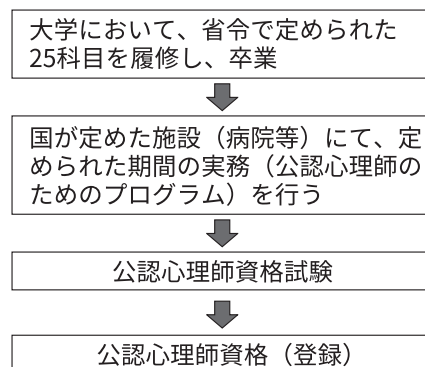 大学において、省令で定められた
25科目を履修し、卒業
国が定めた施設（病院等）にて、定
められた期間の実務（公認心理師の
ためのプログラム）を行う
公認心理師資格試験
公認心理師資格（登録）